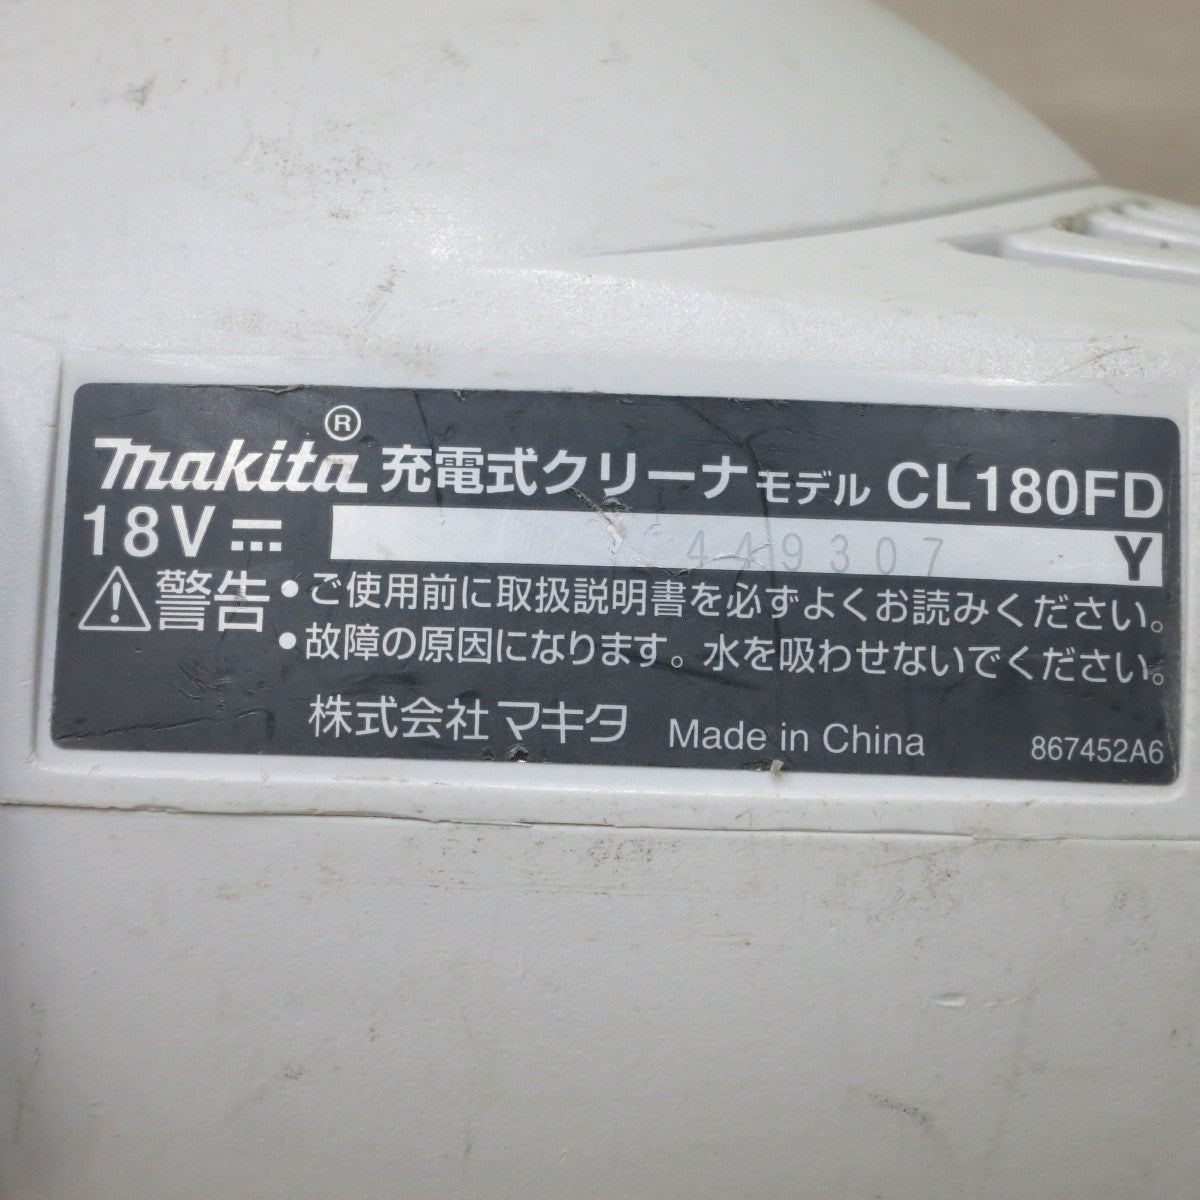 makita® 充電式クリーナ モデル CL180FD
18V ⎓ 449307 Y
⚠警告 ・ご使用前に取扱説明書を必ずよくお読みください。
・故障の原因になります。水を吸わせないでください。
株式会社マキタ Made in China 867452A6